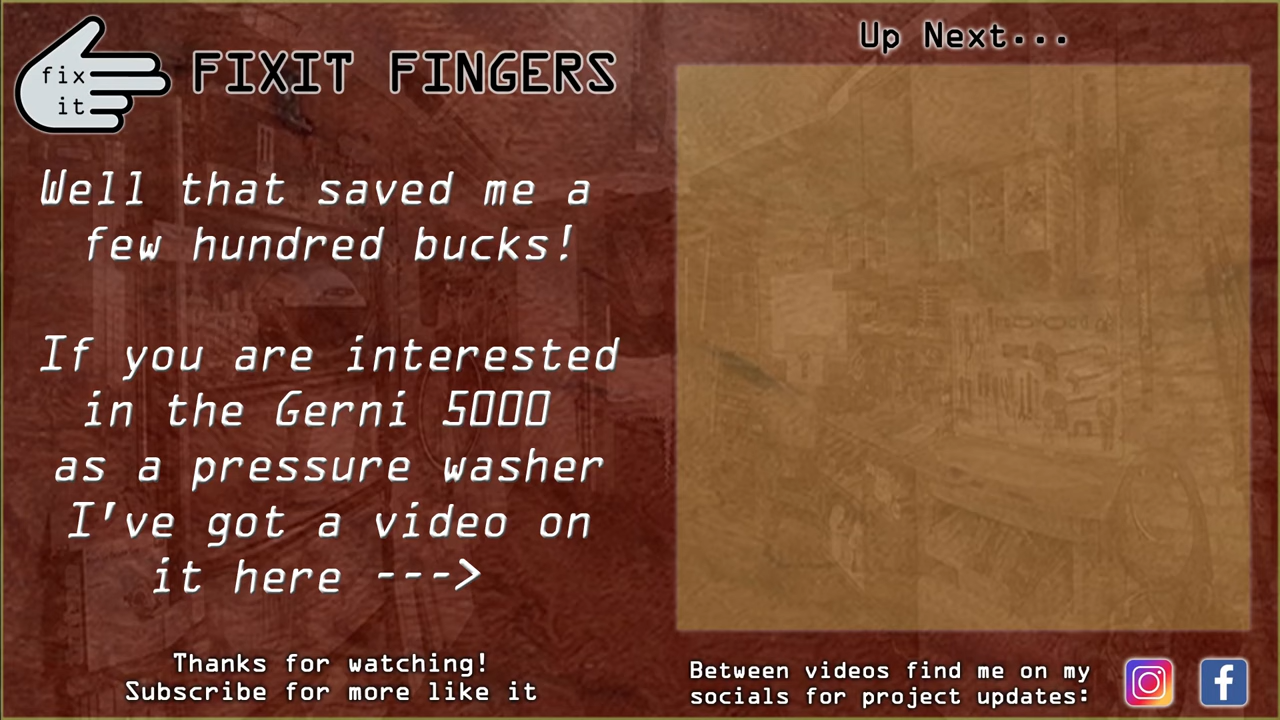 fix
it
FIXIT FINGERS
Well that saved me a
few hundred bucks!
If you are interested
in the Gerni 5000
as a pressure washer
I've got a video on
it here --->
Thanks for watching!
Subscribe for more like it
Up Next...
Between videos find me on my
socials for project updates: